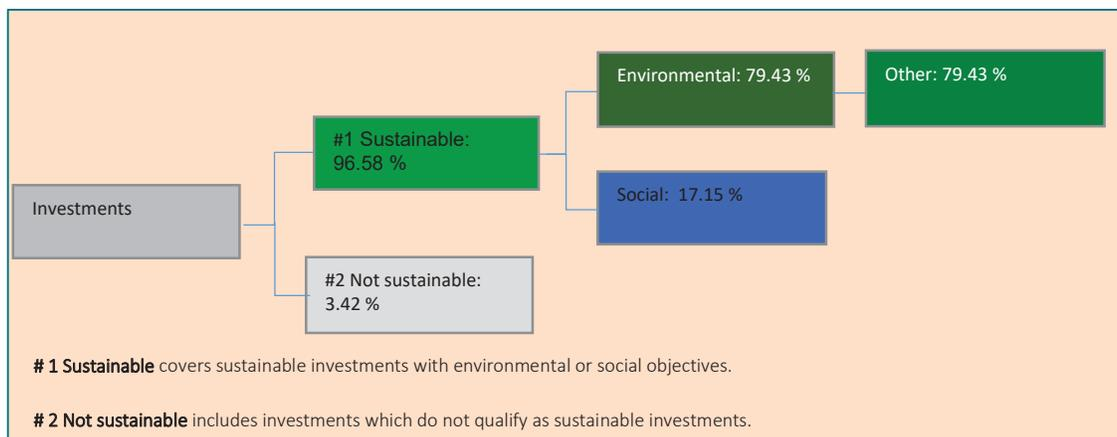 Environmental: 79.43 %
Other: 79.43 %
#1 Sustainable:
96.58 %
Investments
Social:  17.15 %
#2 Not sustainable:
3.42 %
# 1 Sustainable covers sustainable investments with environmental or social objectives.
# 2 Not sustainable includes investments which do not qualify as sustainable investments.